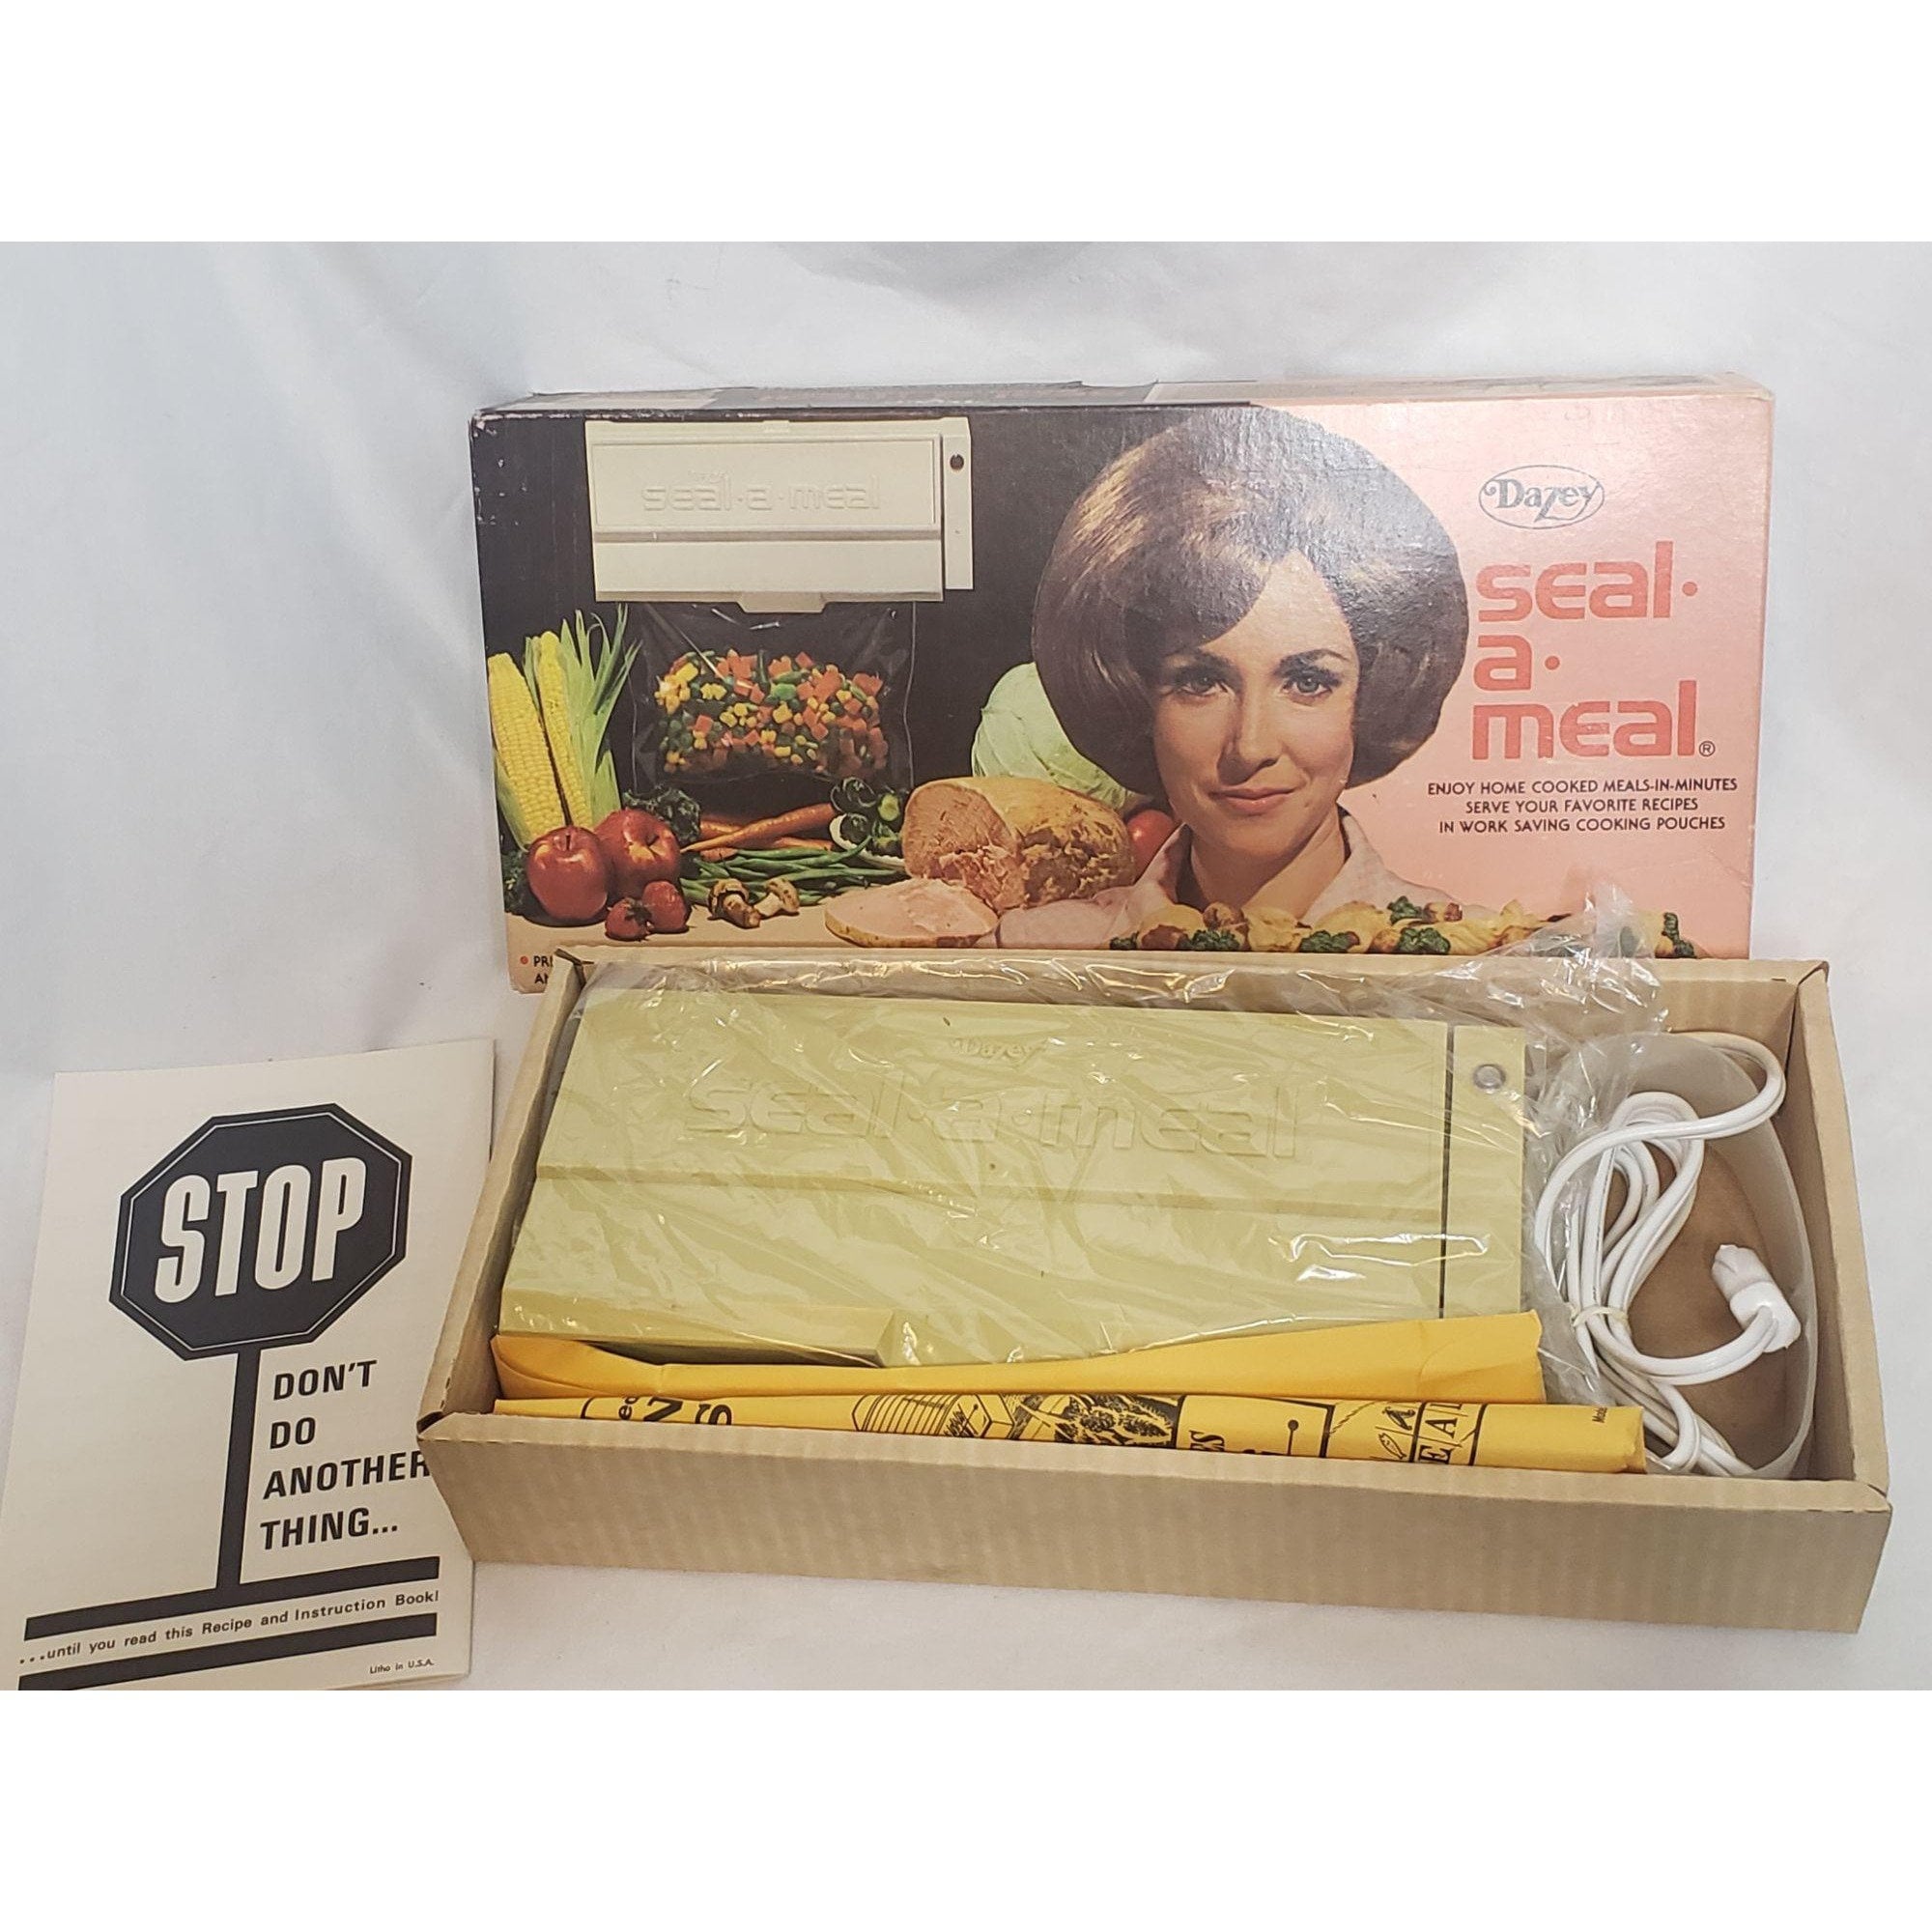 seal·a·meal
Dazey
seal·
a·
meal®
ENJOY HOME COOKED MEALS-IN-MINUTES
SERVE YOUR FAVORITE RECIPES
IN WORK SAVING COOKING POUCHES
Dazey
seal·a·meal
STOP
DON'T
DO
ANOTHER
THING...
...until you read this Recipe and Instruction Book!
Litho in U.S.A.